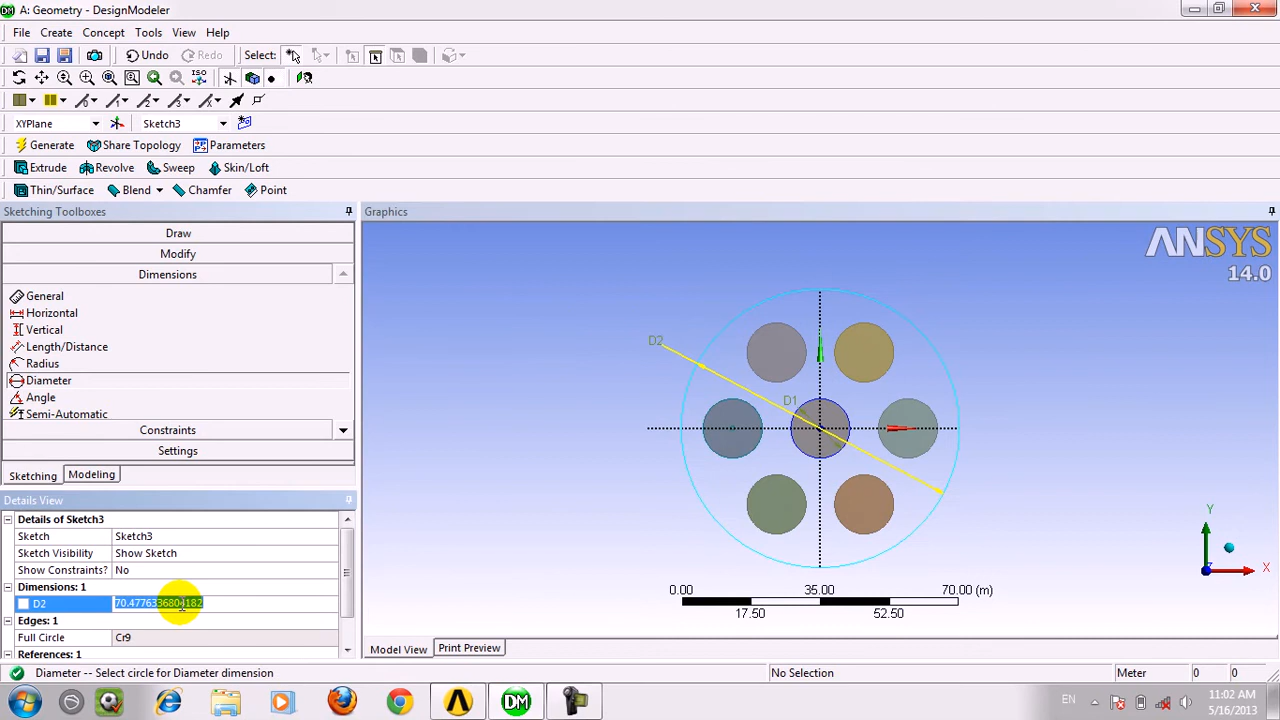 A: Geometry - DesignModeler
File Create Concept Tools View Help
Undo Redo Select:
XYPlane Sketch3
Generate Share Topology Parameters
Extrude Revolve Sweep Skin/Loft
Thin/Surface Blend Chamfer Point
Sketching Toolboxes
Draw
Modify
Dimensions
General
Horizontal
Vertical
Length/Distance
Radius
Diameter
Angle
Semi-Automatic
Constraints
Settings
Sketching Modeling
Details View
Details of Sketch3
Sketch Sketch3
Sketch Visibility Show Sketch
Show Constraints? No
Dimensions: 1
D2 70.4776336804182
Edges: 1
Full Circle Cr9
References: 1
Graphics
ANSYS
14.0
D2
D1
Y
X
Z
0.00 35.00 70.00 (m)
17.50 52.50
Model View Print Preview
Diameter -- Select circle for Diameter dimension No Selection Meter 0 0
ISO
DM
EN
11:02 AM
5/16/2013